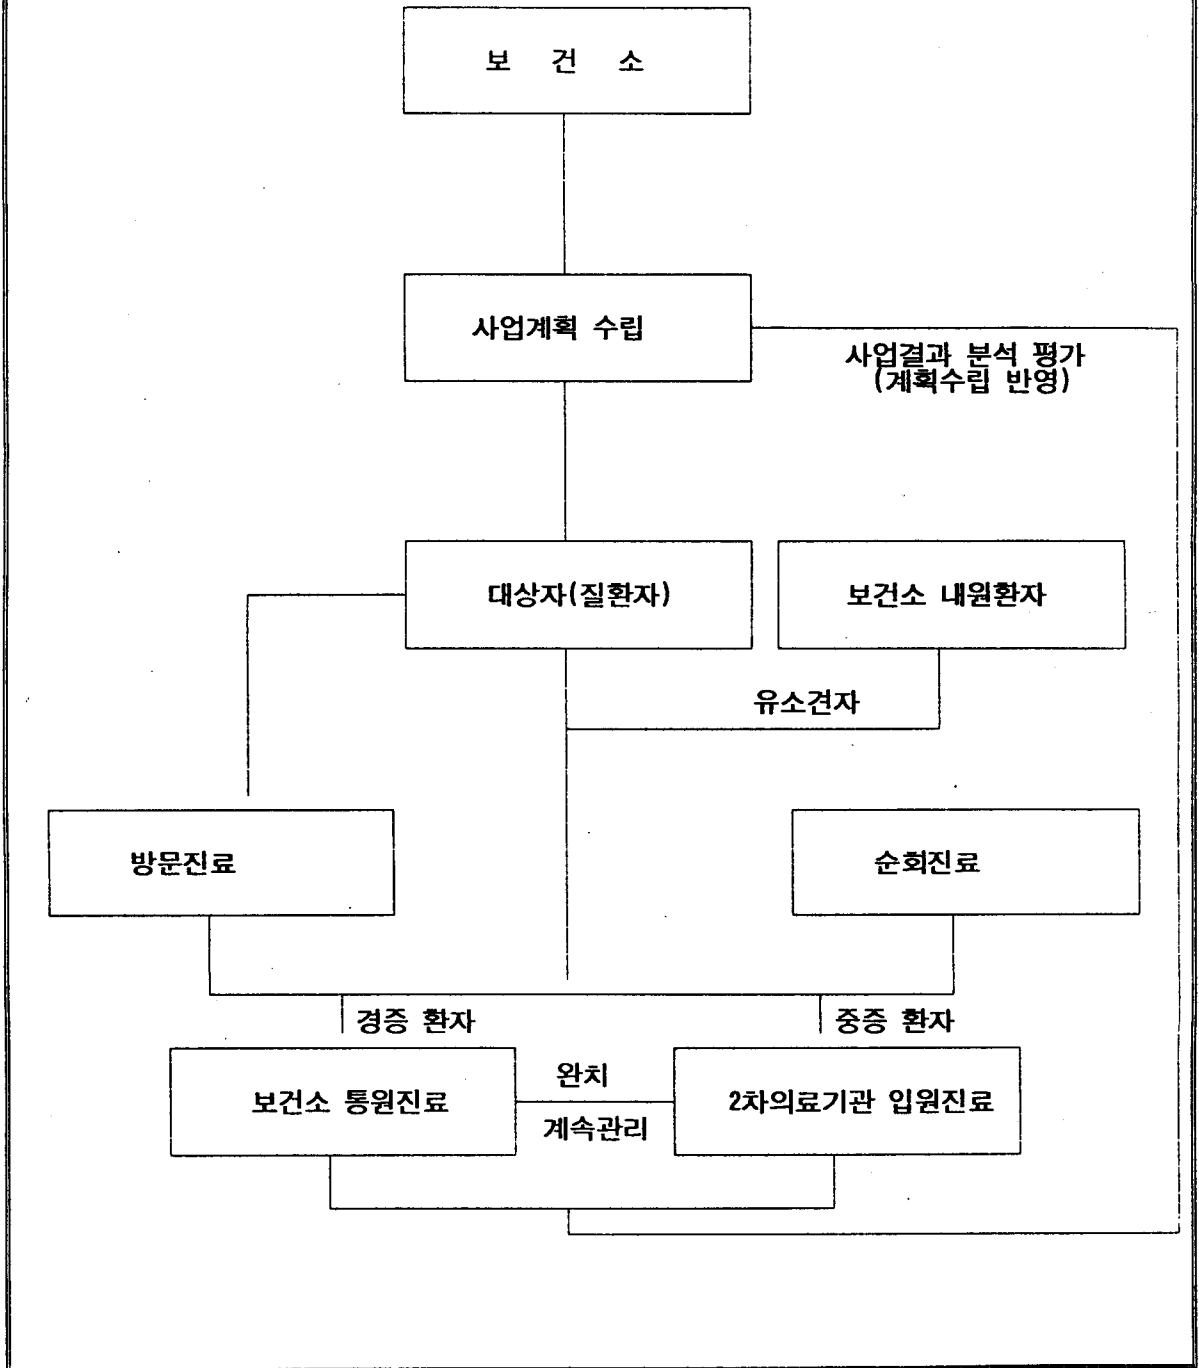 보 건 소
사업계획 수립
사업결과 분석 평가
(계획수립 반영)
대상자(질환자)
보건소 내원환자
유소견자
방문진료
순회진료
경증 환자
중증 환자
보건소 통원진료
완치
계속관리
2차의료기관 입원진료